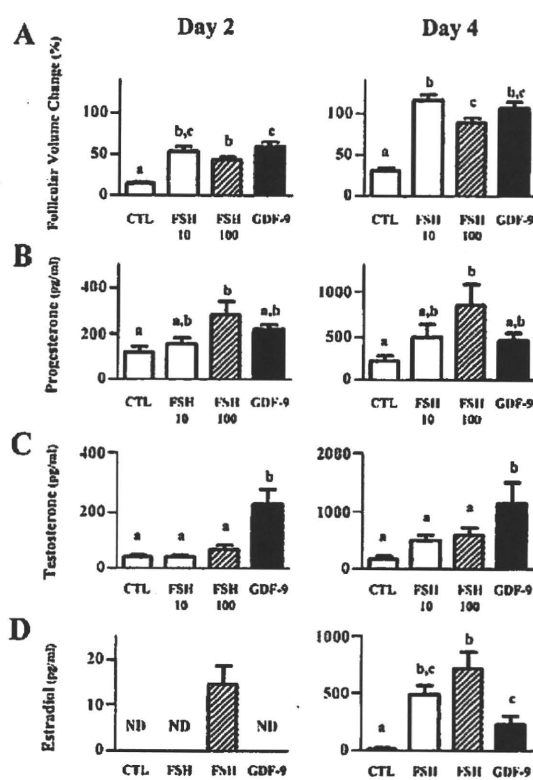 Day 2 Day 4
A
Follicular Volume Change (%)
100
50
0
a b,c b c
CTL FSH 10 FSH 100 GDF-9
100
50
0
a b c b,c
CTL FSH 10 FSH 100 GDF-9
B
Progesterone (pg/ml)
400
200
0
a a,b b a,b
CTL FSH 10 FSH 100 GDF-9
1000
500
0
a a,b b a,b
CTL FSH 10 FSH 100 GDF-9
C
Testosterone (pg/ml)
400
200
0
a a a b
CTL FSH 10 FSH 100 GDF-9
2000
1000
0
a a a b
CTL FSH 10 FSH 100 GDF-9
D
Estradiol (pg/ml)
20
10
0
ND ND ND
CTL FSH FSH GDF-9
1000
500
0
a b,c b c
CTL FSH FSH GDF-9